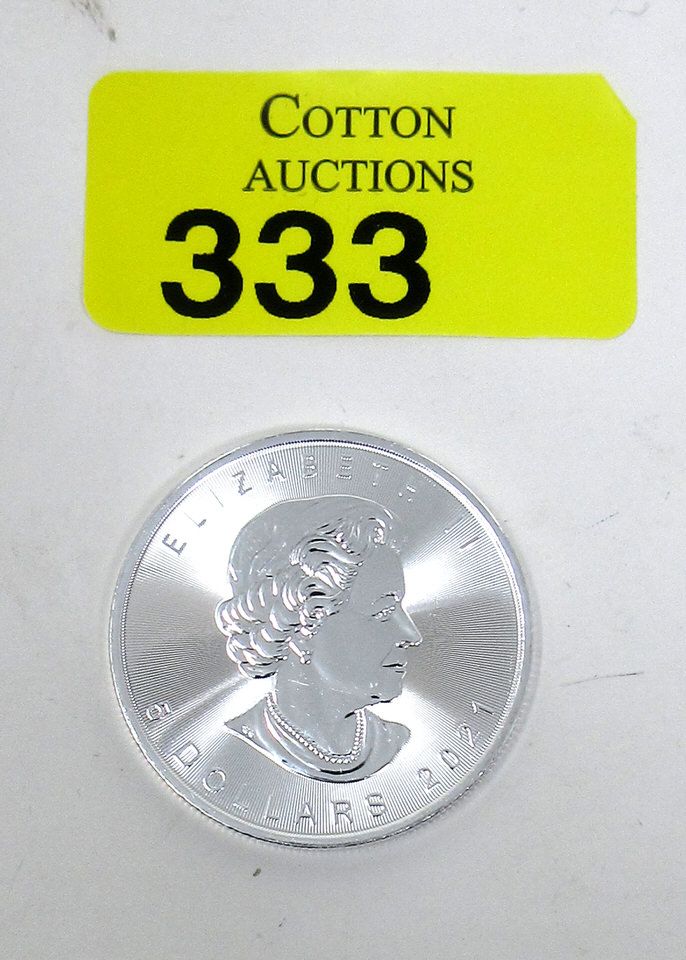 COTTON
AUCTIONS
333
ELIZABETH II
5 DOLLARS 2021